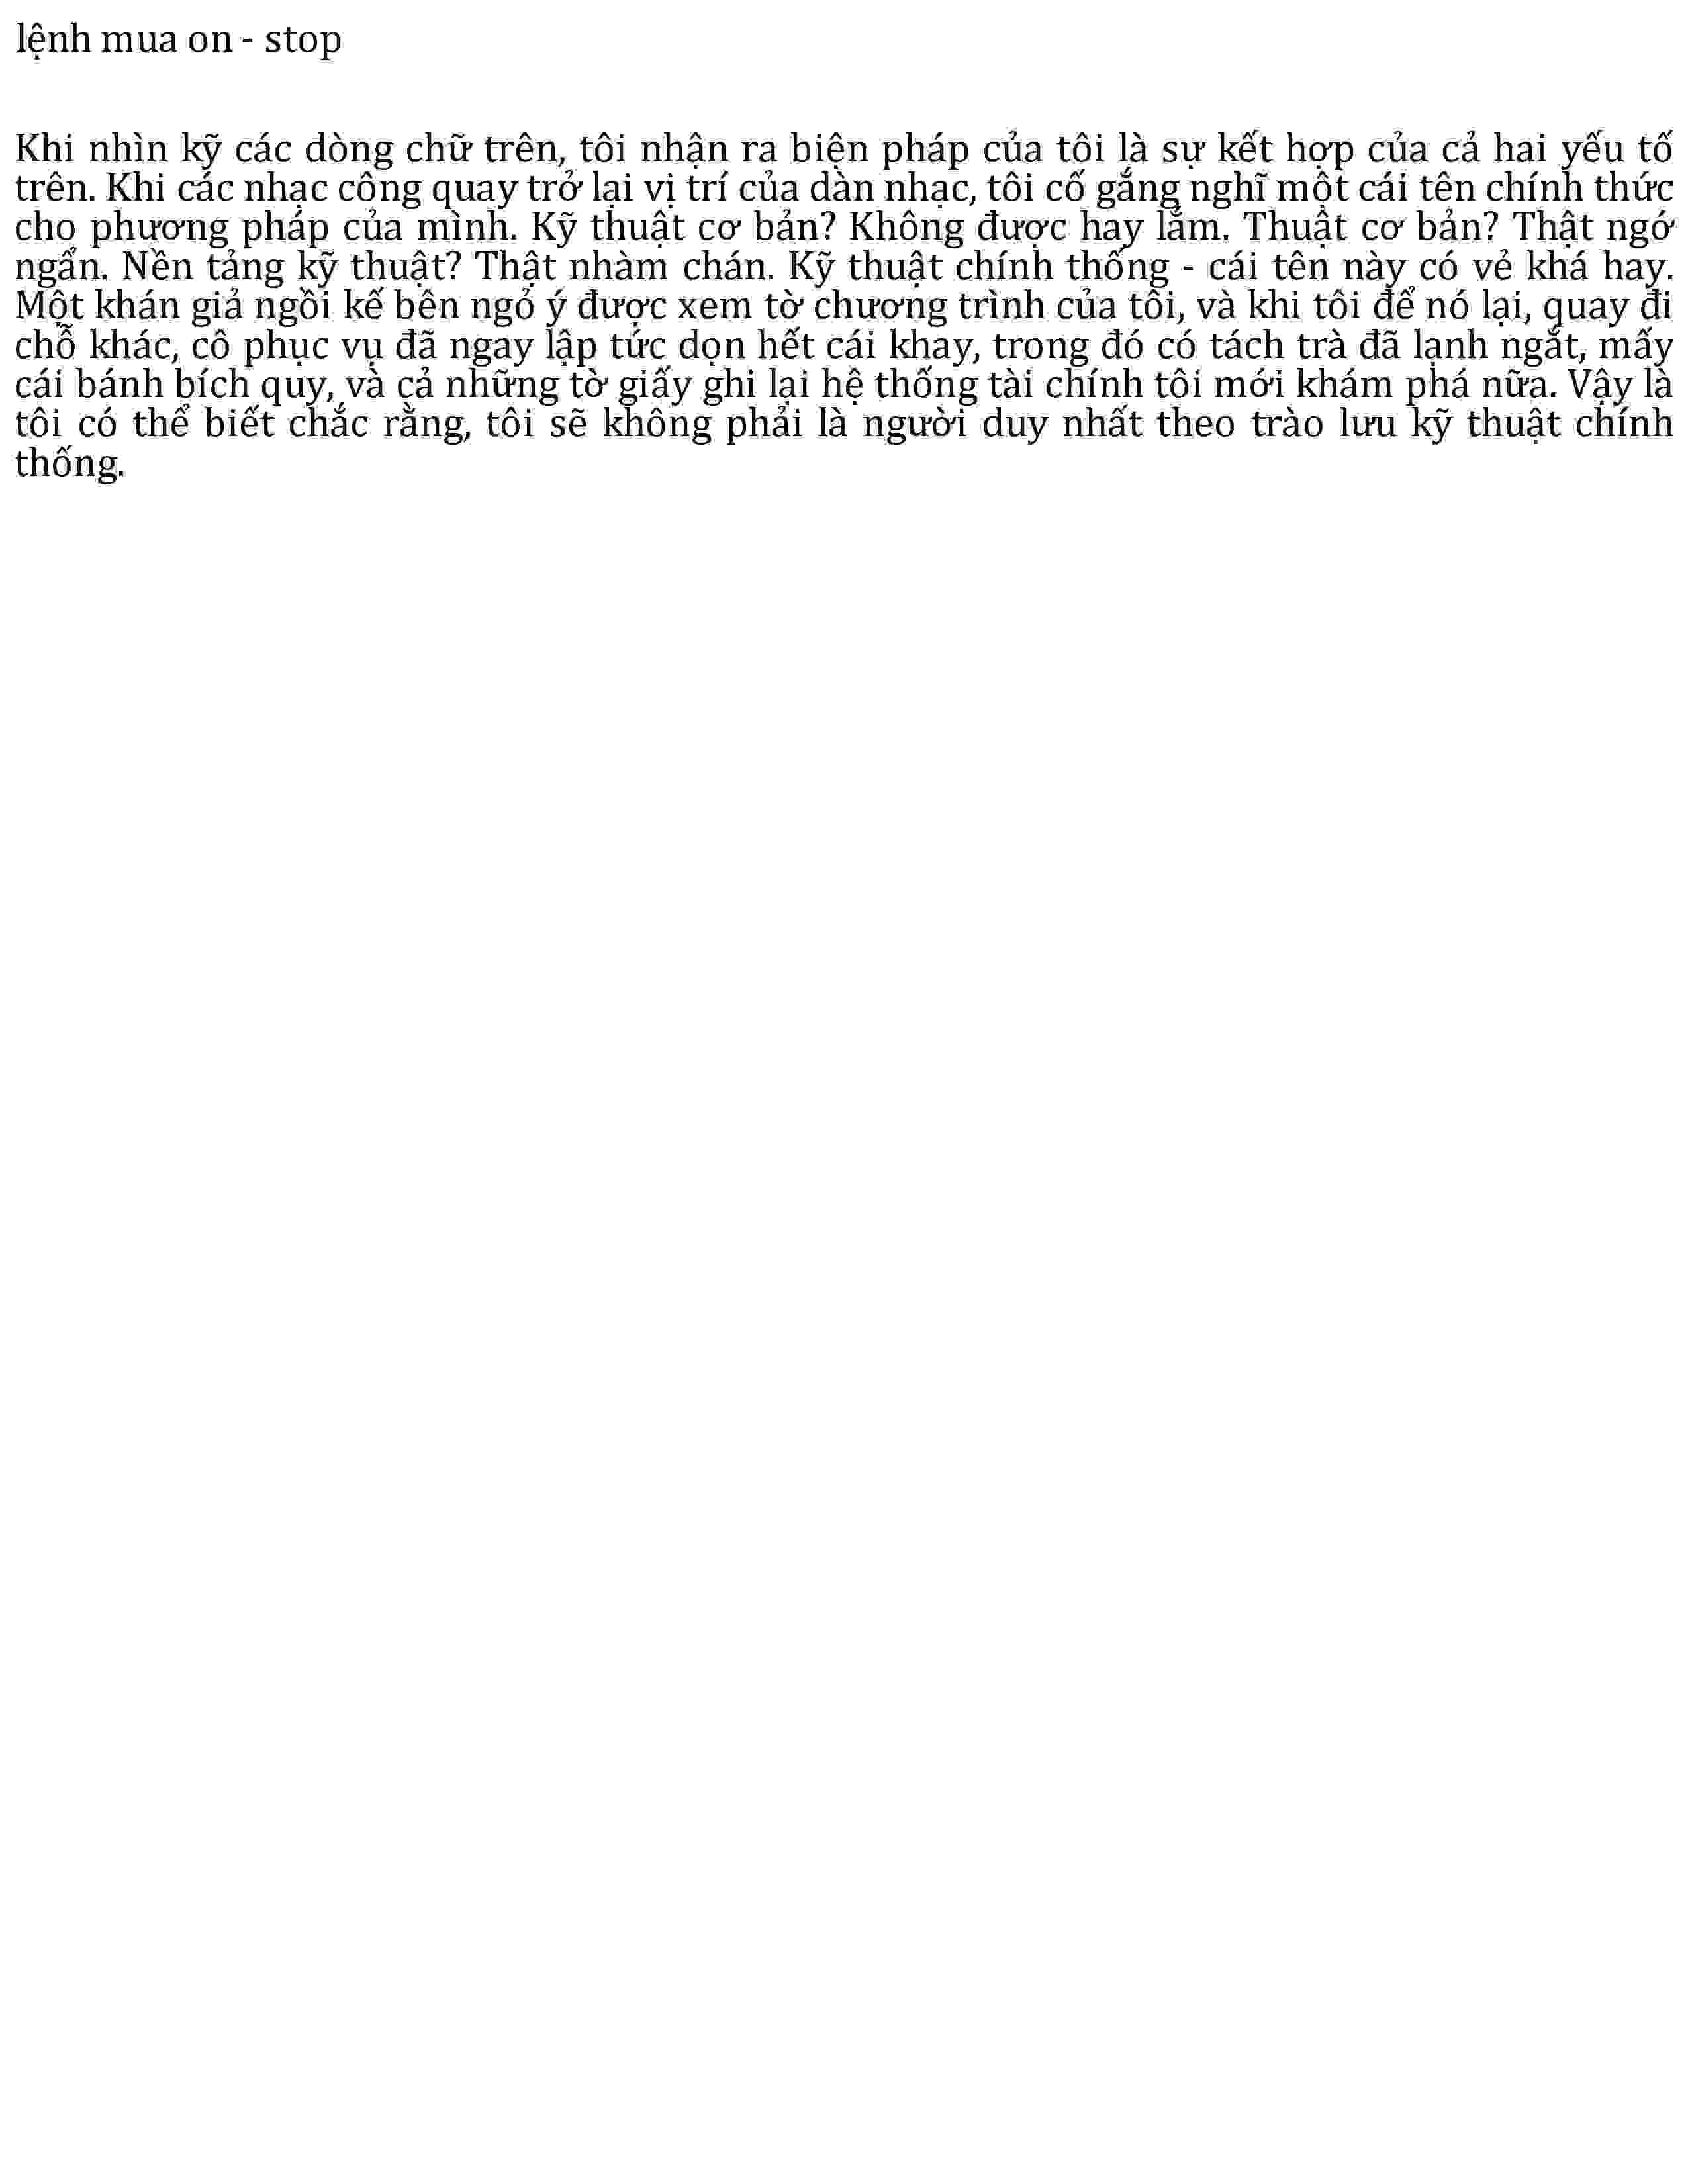 lệnh mua on - stop
Khi nhìn kỹ các dòng chữ trên, tôi nhận ra biện pháp của tôi là sự kết hợp của cả hai yếu tố
trên. Khi các nhạc công quay trở lại vị trí của dàn nhạc, tôi cố gắng nghĩ một cái tên chính thức
cho phương pháp của mình. Kỹ thuật cơ bản? Không được hay lắm. Thuật cơ bản? Thật ngớ
ngẩn. Nền tảng kỹ thuật? Thật nhàm chán. Kỹ thuật chính thống - cái tên này có vẻ khá hay.
Một khán giả ngồi kế bên ngỏ ý được xem tờ chương trình của tôi, và khi tôi để nó lại, quay đi
chỗ khác, cô phục vụ đã ngay lập tức dọn hết cái khay, trong đó có tách trà đã lạnh ngắt, mấy
cái bánh bích quy, và cả những tờ giấy ghi lại hệ thống tài chính tôi mới khám phá nữa. Vậy là
tôi có thể biết chắc rằng, tôi sẽ không phải là người duy nhất theo trào lưu kỹ thuật chính
thống.